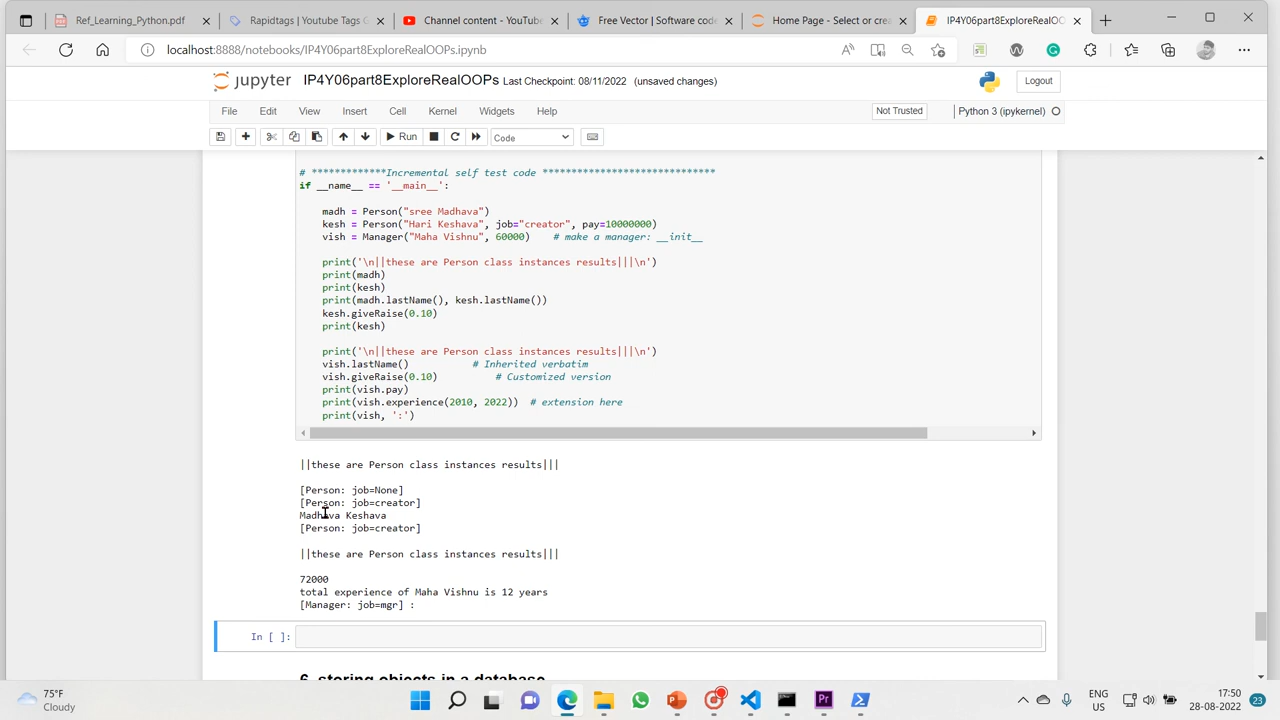 Ref_Learning_Python.pdf
Rapidtags | Youtube Tags G
Channel content - YouTube
Free Vector | Software code
Home Page - Select or crea
IP4Y06part8ExploreRealOOP
localhost:8888/notebooks/IP4Y06part8ExploreRealOOPs.ipynb
jupyter IP4Y06part8ExploreRealOOPs Last Checkpoint: 08/11/2022 (unsaved changes)
Logout
File Edit View Insert Cell Kernel Widgets Help
Not Trusted
Python 3 (ipykernel)
Run
Code
# *************Incremental self test code ******************************
if __name__ == '__main__':
madh = Person("sree Madhava")
kesh = Person("Hari Keshava", job="creator", pay=10000000)
vish = Manager("Maha Vishnu", 60000) # make a manager: __init__
print('\n||these are Person class instances results|||\n')
print(madh)
print(kesh)
print(madh.lastName(), kesh.lastName())
kesh.giveRaise(0.10)
print(kesh)
print('\n||these are Person class instances results|||\n')
vish.lastName() # Inherited verbatim
vish.giveRaise(0.10) # Customized version
print(vish.pay)
print(vish.experience(2010, 2022)) # extension here
print(vish, ':')
||these are Person class instances results|||
[Person: job=None]
[Person: job=creator]
Madhava Keshava
[Person: job=creator]
||these are Person class instances results|||
72000
total experience of Maha Vishnu is 12 years
[Manager: job=mgr] :
In [ ]:
6. storing objects in a database
75°F
Cloudy
ENG
US
17:50
28-08-2022
23